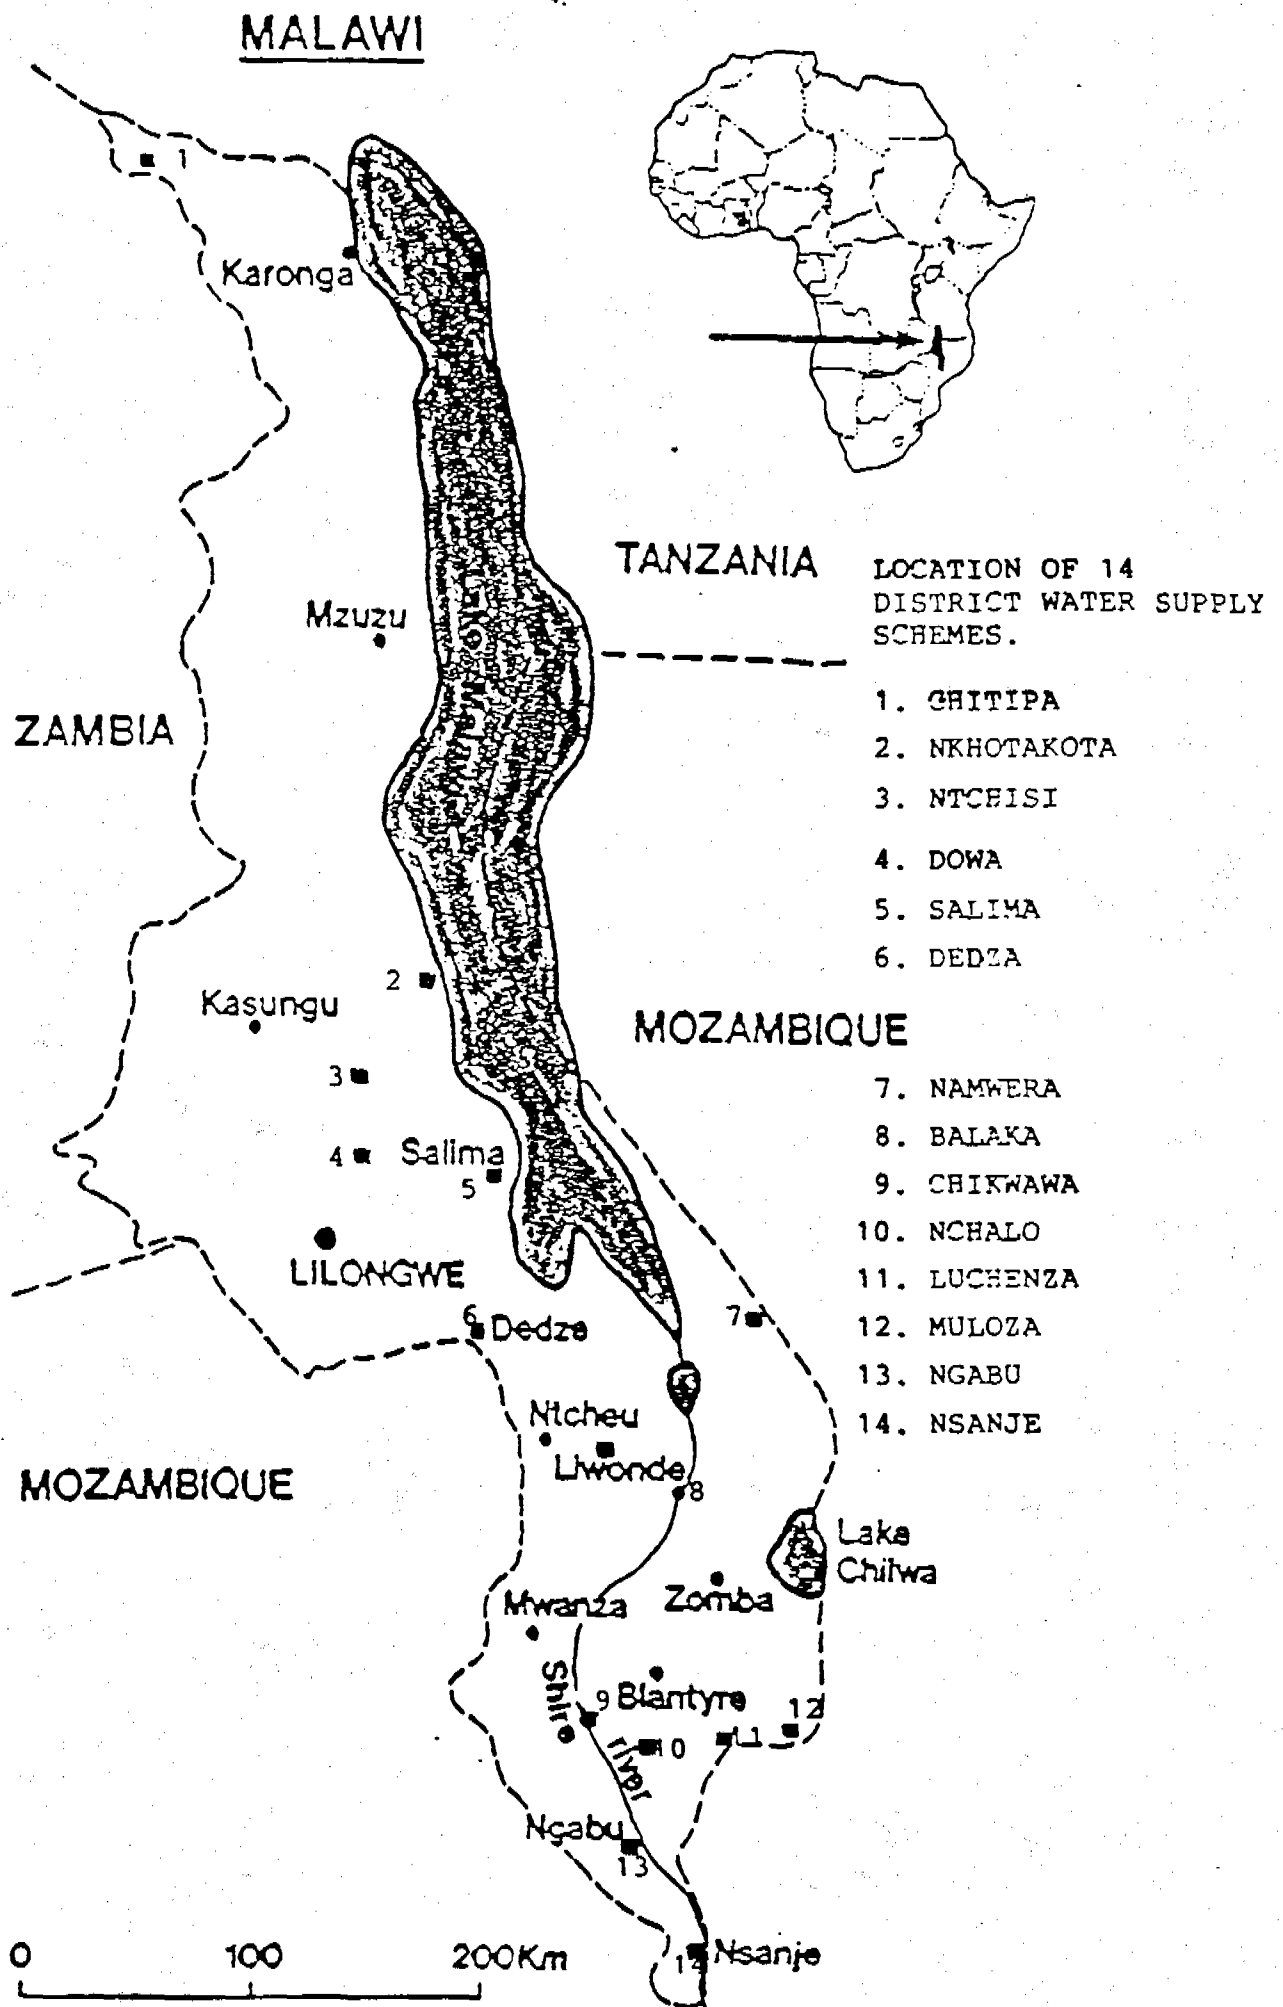 MALAWI
1
Karonga
TANZANIA
LOCATION OF 14
DISTRICT WATER SUPPLY
SCHEMES.
Mzuzu
Lake Malawi
ZAMBIA
1. CHITIPA
2. NKHOTAKOTA
3. NTCHISI
4. DOWA
5. SALIMA
6. DEDZA
2
Kasungu
MOZAMBIQUE
3
7. NAMWERA
8. BALAKA
9. CHIKWAWA
10. NCHALO
11. LUCHENZA
12. MULOZA
13. NGABU
14. NSANJE
4
Salima
5
LILONGWE
6
Dedza
7
Ntcheu
Liwonde
8
MOZAMBIQUE
Lake
Chilwa
Zomba
Mwanza
Shire
river
9
Blantyre
10
11
12
Ngabu
13
14
Nsanje
0 100 200Km